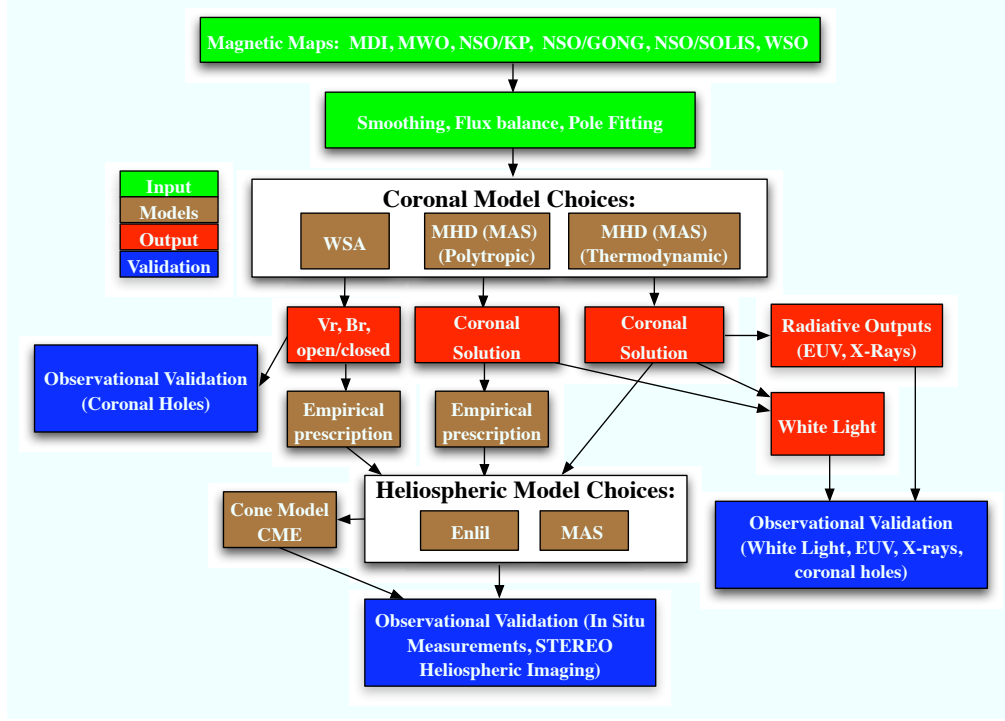 Magnetic Maps: MDI, MWO, NSO/KP, NSO/GONG, NSO/SOLIS, WSO
Smoothing, Flux balance, Pole Fitting
Input
Models
Output
Validation
Coronal Model Choices:
WSA
MHD (MAS)
(Polytropic)
MHD (MAS)
(Thermodynamic)
Vr, Br,
open/closed
Coronal
Solution
Coronal
Solution
Radiative Outputs
(EUV, X-Rays)
Observational Validation
(Coronal Holes)
Empirical
prescription
Empirical
prescription
White Light
Heliospheric Model Choices:
Enlil
MAS
Cone Model
CME
Observational Validation
(White Light, EUV, X-rays,
coronal holes)
Observational Validation (In Situ
Measurements, STEREO
Heliospheric Imaging)